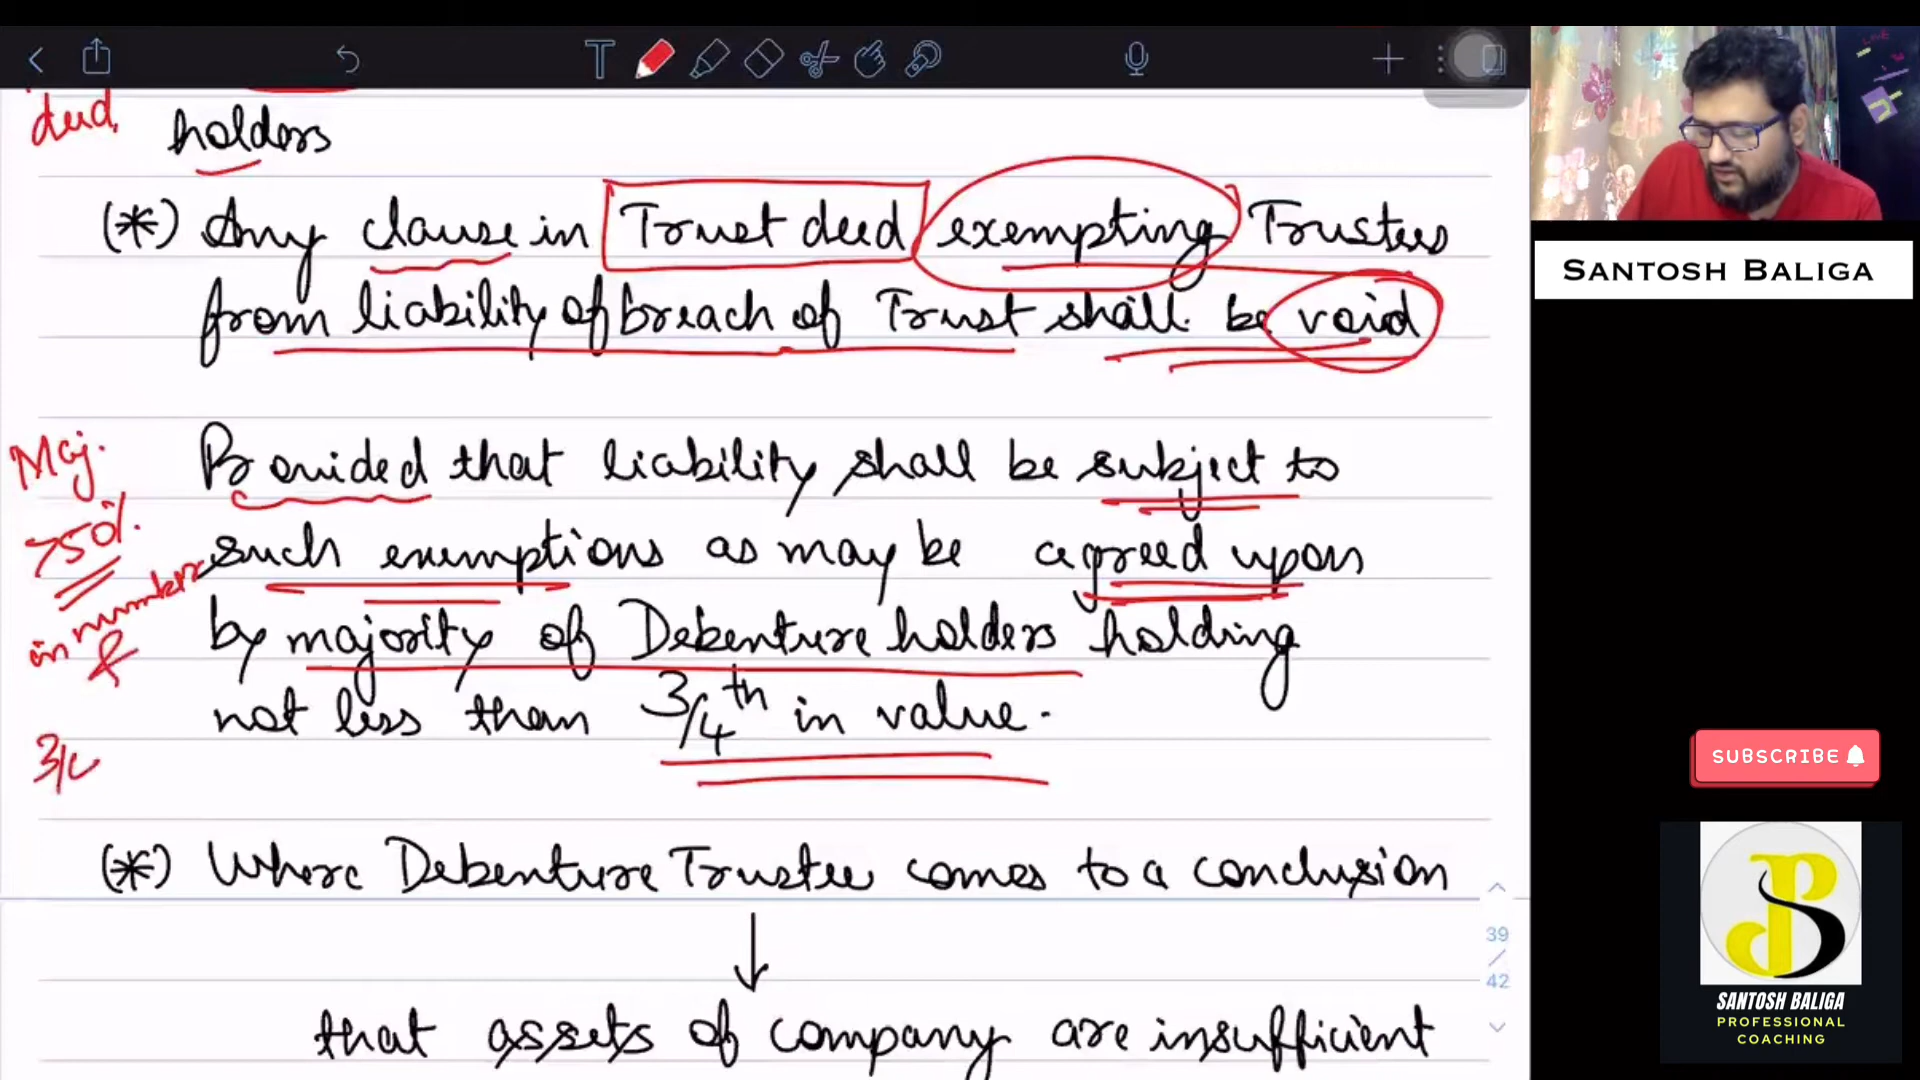 deed.
holders
(*) Any clause in Trust deed exempting Trustees
from liability of breach of Trust shall be void
Provided that liability shall be subject to
such exemptions as may be agreed upon
by majority of Debenture holders holding
not less than 3/4th in value.
Maj.
>50%
in number
&
3/4
(*) Where Debenture Trustee comes to a conclusion
that assets of company are insufficient
39
/
42
SANTOSH BALIGA
SUBSCRIBE
SANTOSH BALIGA
PROFESSIONAL
COACHING